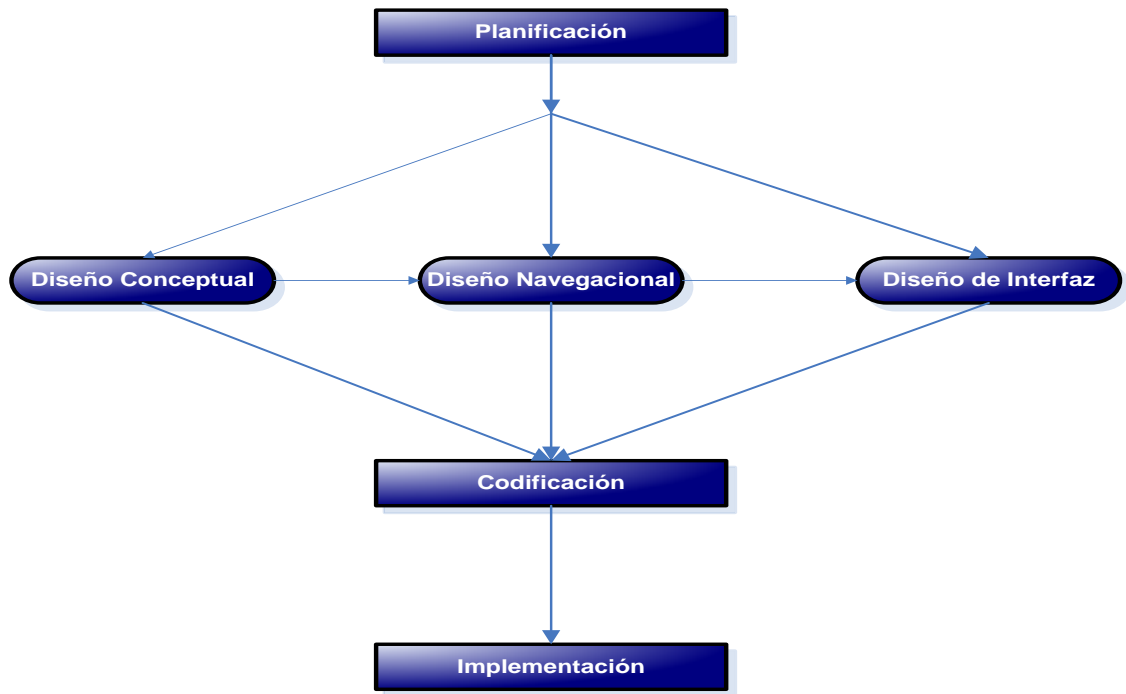 Planificación
Diseño Conceptual
Diseño Navegacional
Diseño de Interfaz
Codificación
Implementación